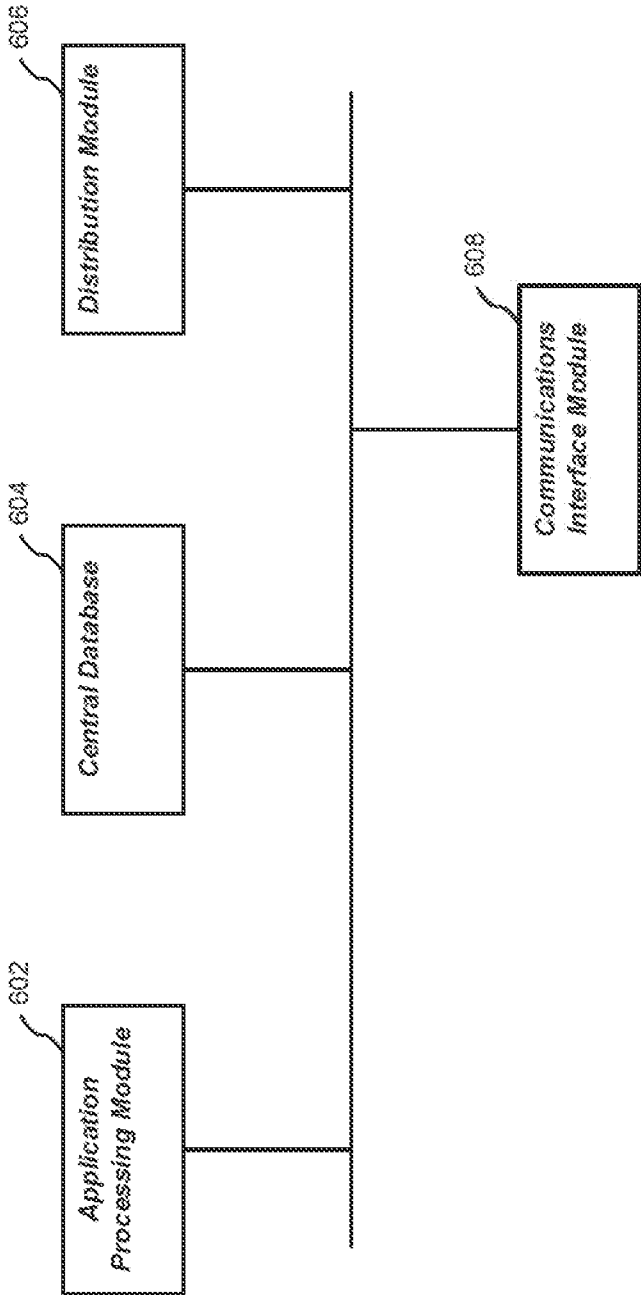 602
Application
Processing Module
604
Central Database
606
Distribution Module
608
Communications
Interface Module